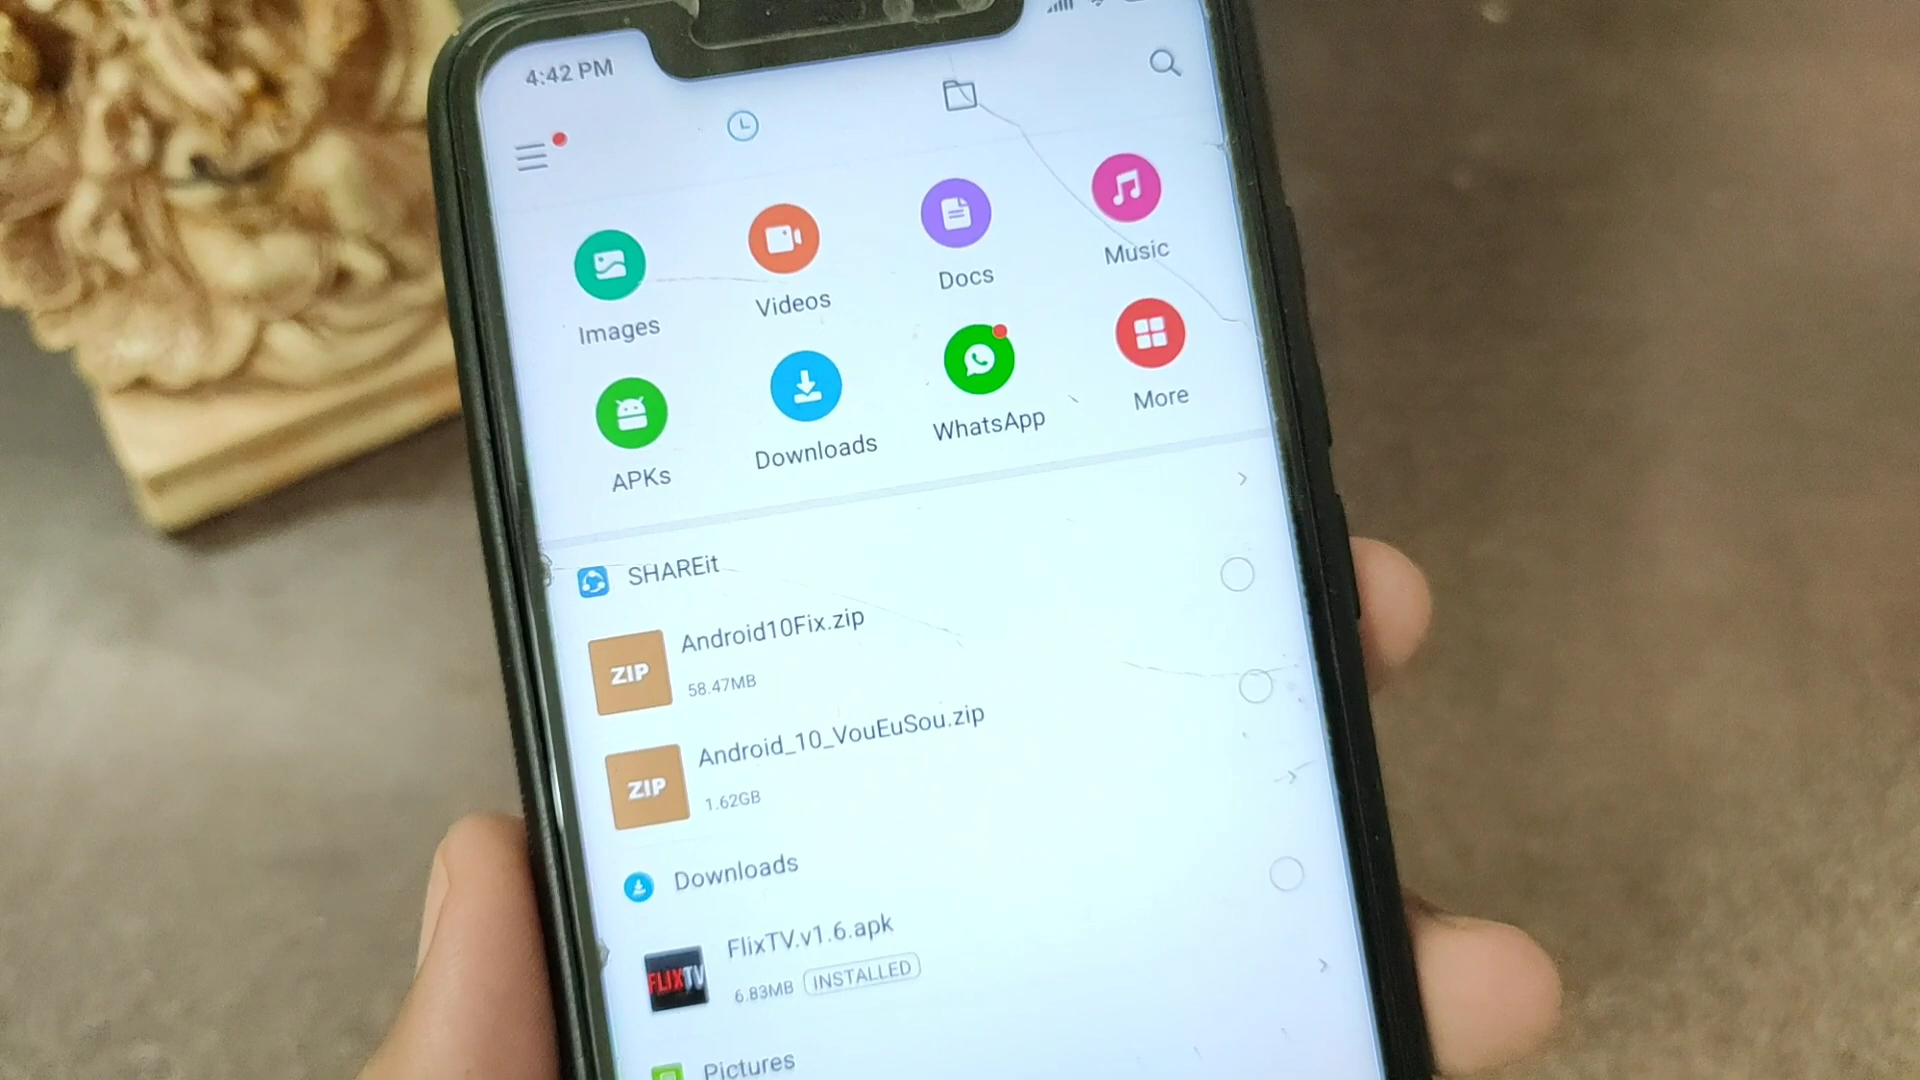 4:42 PM
Images
Videos
Docs
Music
APKs
Downloads
WhatsApp
More
SHAREit
ZIP
Android10Fix.zip
58.47MB
ZIP
Android_10_VouEuSou.zip
1.62GB
Downloads
FLIXTV
FlixTV.v1.6.apk
6.83MB INSTALLED
Pictures